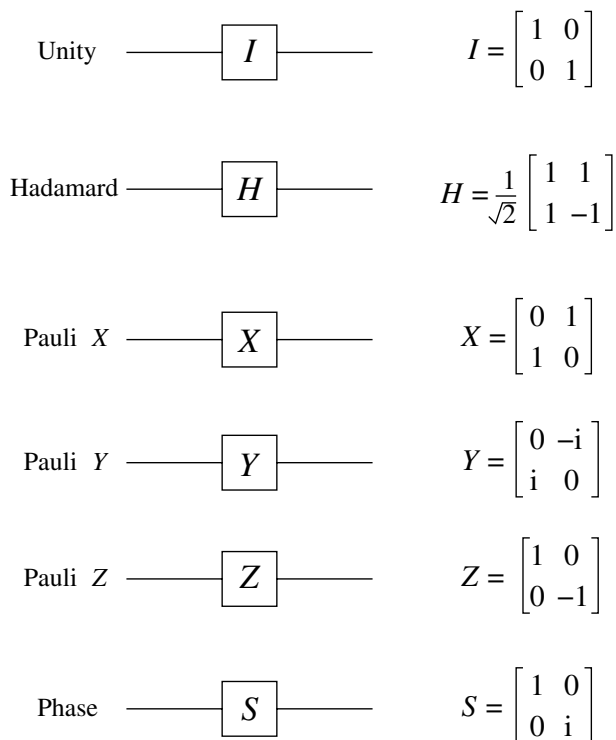 Unity I I = [1 0
0 1]
Hadamard H H = 1/√2 [1 1
1 −1]
Pauli X X X = [0 1
1 0]
Pauli Y Y Y = [0 −i
i 0]
Pauli Z Z Z = [1 0
0 −1]
Phase S S = [1 0
0 i]